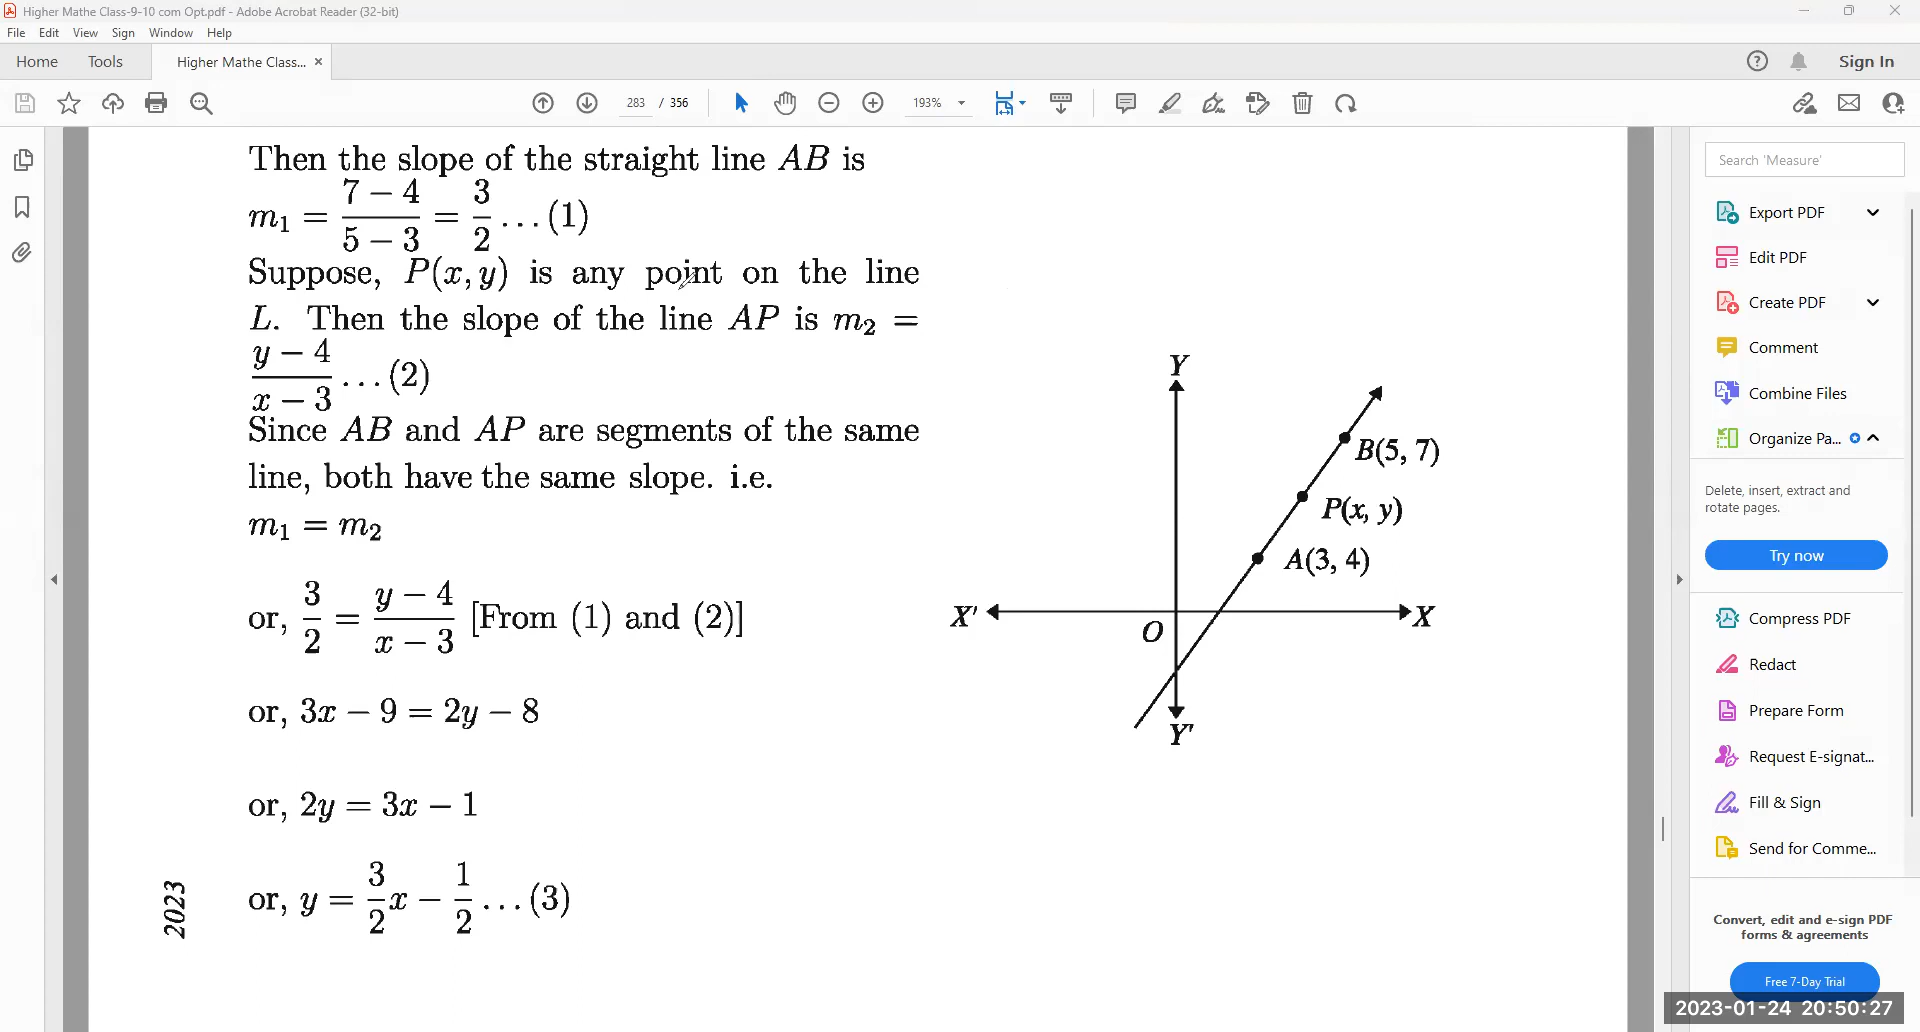 Higher Mathe Class-9-10 com Opt.pdf - Adobe Acrobat Reader (32-bit)
File Edit View Sign Window Help
Home Tools Higher Mathe Class... ×
Sign In
283 / 356
193%
Then the slope of the straight line AB is
m₁ = (7 − 4)/(5 − 3) = 3/2 ...(1)
Suppose, P(x, y) is any point on the line
L. Then the slope of the line AP is m₂ =
(y − 4)/(x − 3) ...(2)
Since AB and AP are segments of the same
line, both have the same slope. i.e.
m₁ = m₂
or, 3/2 = (y − 4)/(x − 3) [From (1) and (2)]
or, 3x − 9 = 2y − 8
or, 2y = 3x − 1
or, y = 3/2 x − 1/2 ...(3)
2023
Y
B(5, 7)
P(x, y)
A(3, 4)
X'
X
O
Y'
Search 'Measure'
Export PDF
Edit PDF
Create PDF
Comment
Combine Files
Organize Pa...
Delete, insert, extract and
rotate pages.
Try now
Compress PDF
Redact
Prepare Form
Request E-signat...
Fill & Sign
Send for Comme...
Convert, edit and e-sign PDF
forms & agreements
Free 7-Day Trial
2023-01-24 20:50:27